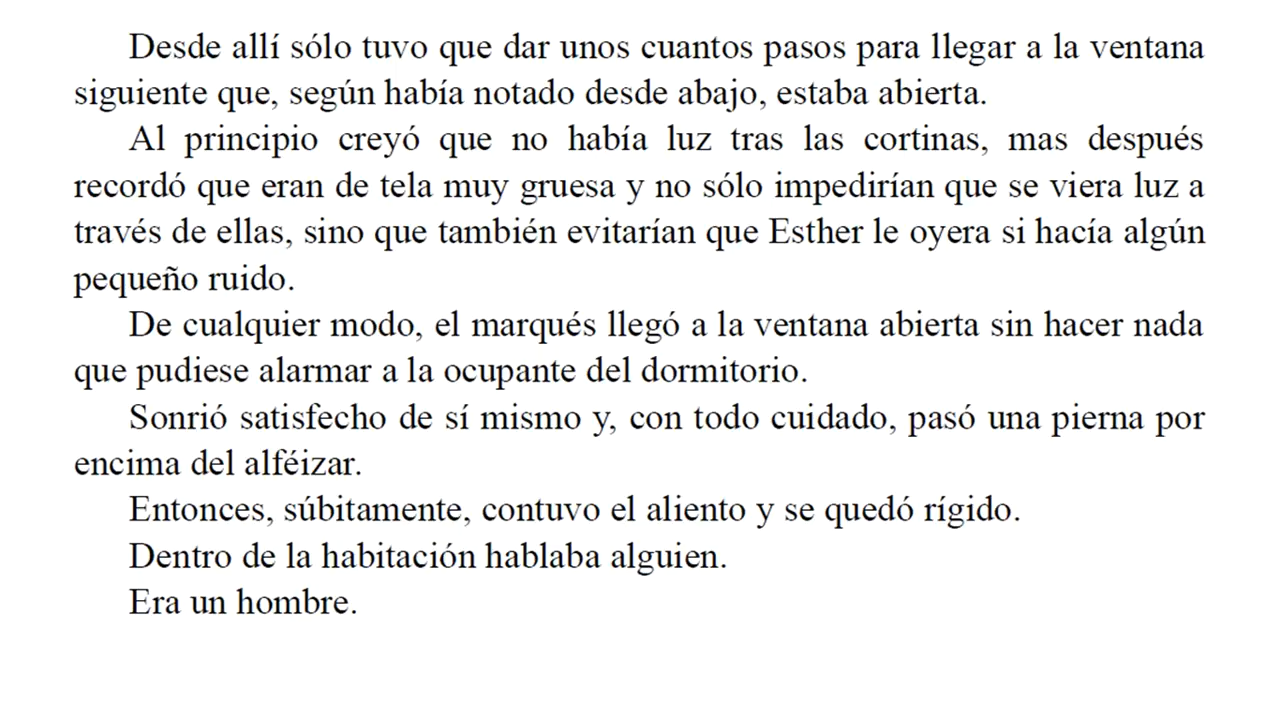 Desde allí sólo tuvo que dar unos cuantos pasos para llegar a la ventana
siguiente que, según había notado desde abajo, estaba abierta.
Al principio creyó que no había luz tras las cortinas, mas después
recordó que eran de tela muy gruesa y no sólo impedirían que se viera luz a
través de ellas, sino que también evitarían que Esther le oyera si hacía algún
pequeño ruido.
De cualquier modo, el marqués llegó a la ventana abierta sin hacer nada
que pudiese alarmar a la ocupante del dormitorio.
Sonrió satisfecho de sí mismo y, con todo cuidado, pasó una pierna por
encima del alféizar.
Entonces, súbitamente, contuvo el aliento y se quedó rígido.
Dentro de la habitación hablaba alguien.
Era un hombre.